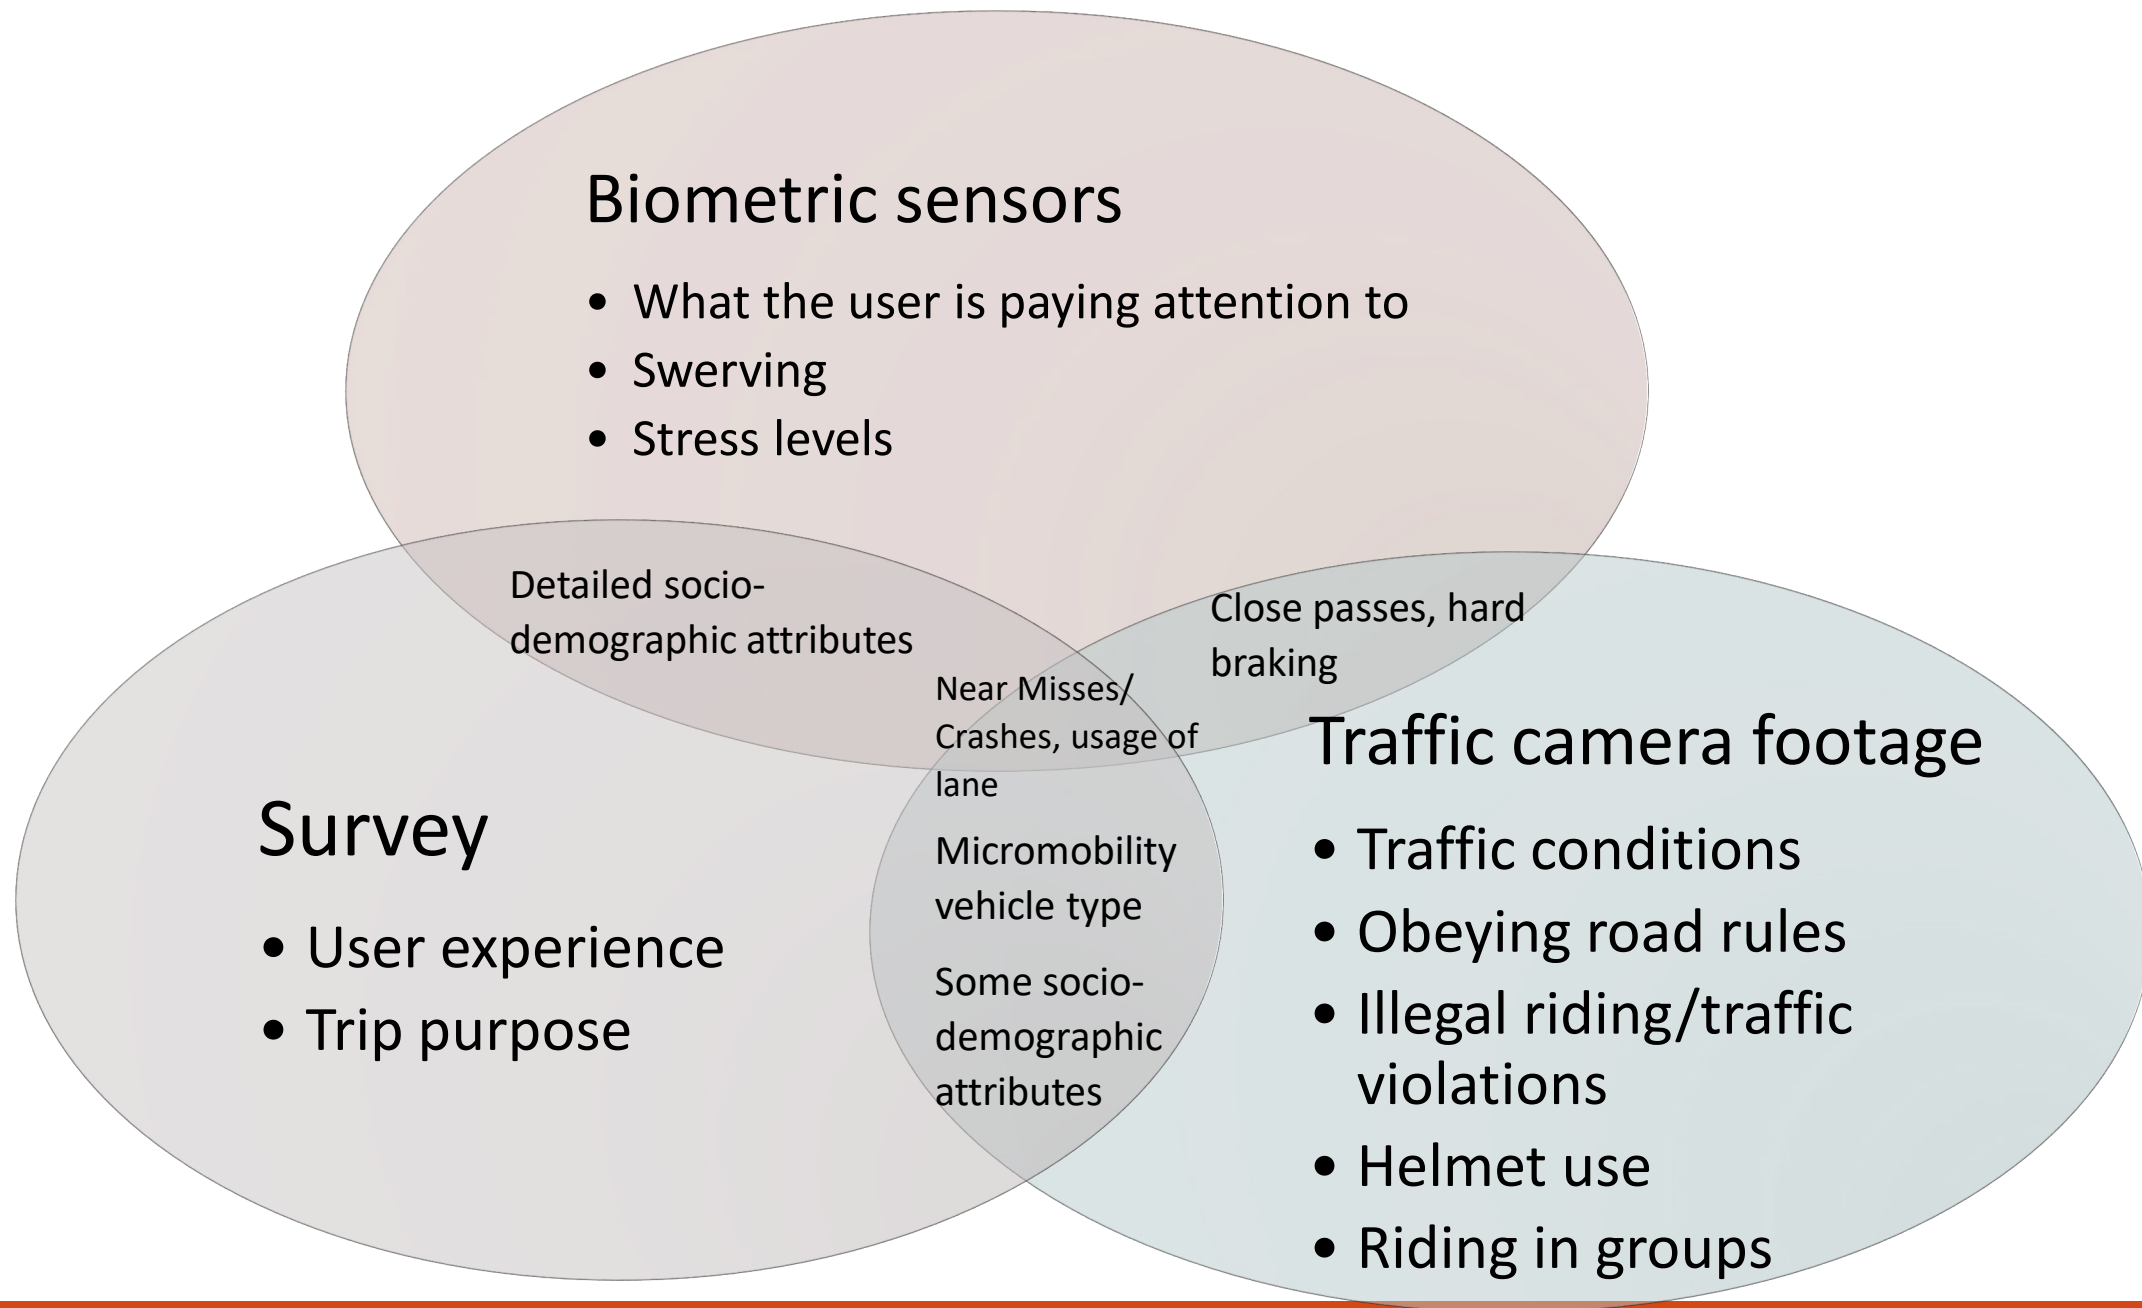 Biometric sensors
• What the user is paying attention to
• Swerving
• Stress levels
Detailed socio-
demographic attributes
Close passes, hard
braking
Near Misses/
Crashes, usage of
lane
Micromobility
vehicle type
Some socio-
demographic
attributes
Survey
• User experience
• Trip purpose
Traffic camera footage
• Traffic conditions
• Obeying road rules
• Illegal riding/traffic
violations
• Helmet use
• Riding in groups